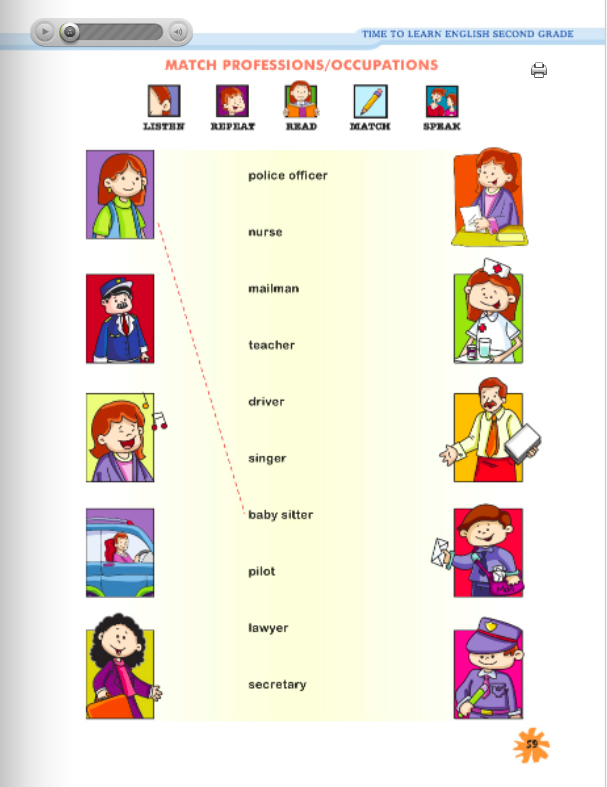 TIME TO LEARN ENGLISH SECOND GRADE
MATCH PROFESSIONS/OCCUPATIONS
LISTEN REPEAT READ MATCH SPEAK
police officer
nurse
mailman
teacher
driver
singer
baby sitter
pilot
lawyer
secretary
59